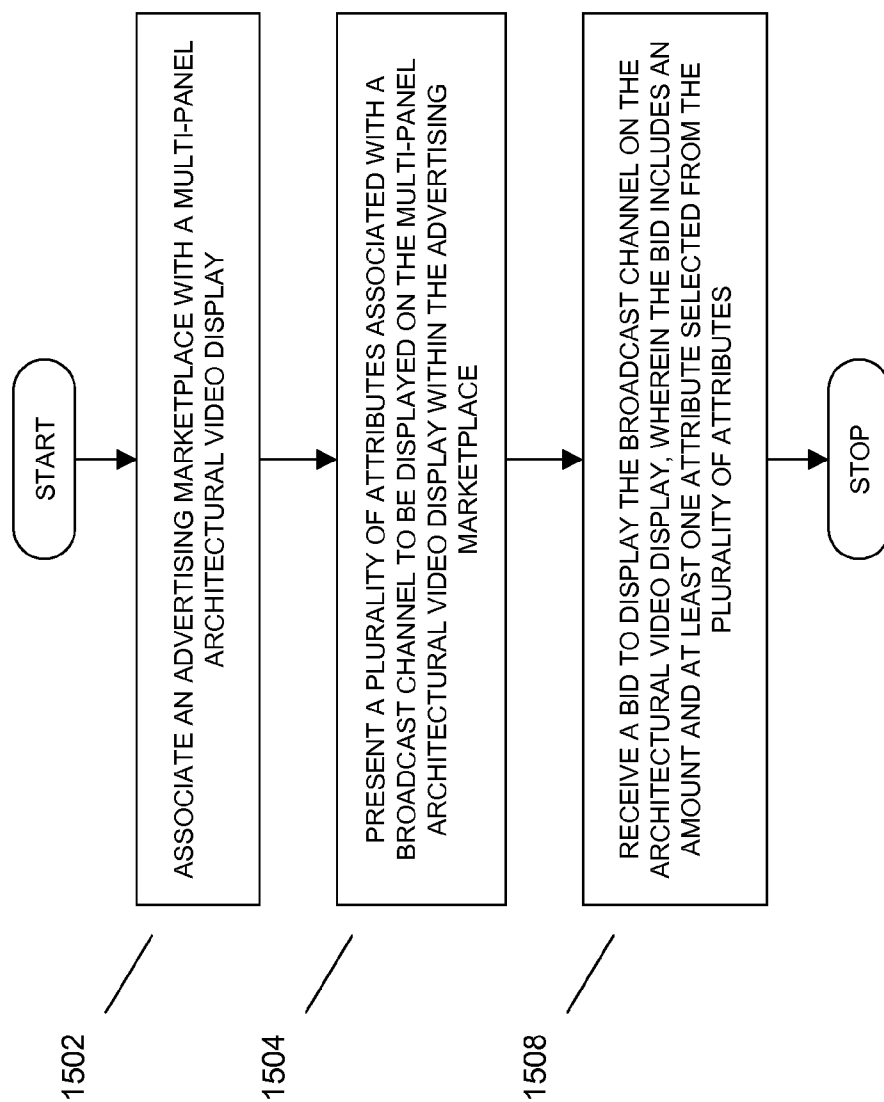 START
1502
ASSOCIATE AN ADVERTISING MARKETPLACE WITH A MULTI-PANEL
ARCHITECTURAL VIDEO DISPLAY
1504
PRESENT A PLURALITY OF ATTRIBUTES ASSOCIATED WITH A
BROADCAST CHANNEL TO BE DISPLAYED ON THE MULTI-PANEL
ARCHITECTURAL VIDEO DISPLAY WITHIN THE ADVERTISING
MARKETPLACE
1508
RECEIVE A BID TO DISPLAY THE BROADCAST CHANNEL ON THE
ARCHITECTURAL VIDEO DISPLAY, WHEREIN THE BID INCLUDES AN
AMOUNT AND AT LEAST ONE ATTRIBUTE SELECTED FROM THE
PLURALITY OF ATTRIBUTES
STOP